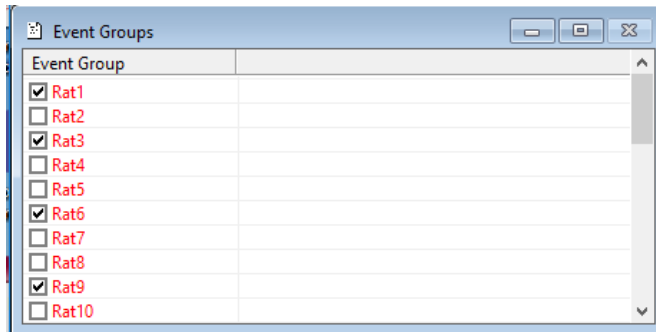 Event Groups
Event Group
Rat1
Rat2
Rat3
Rat4
Rat5
Rat6
Rat7
Rat8
Rat9
Rat10